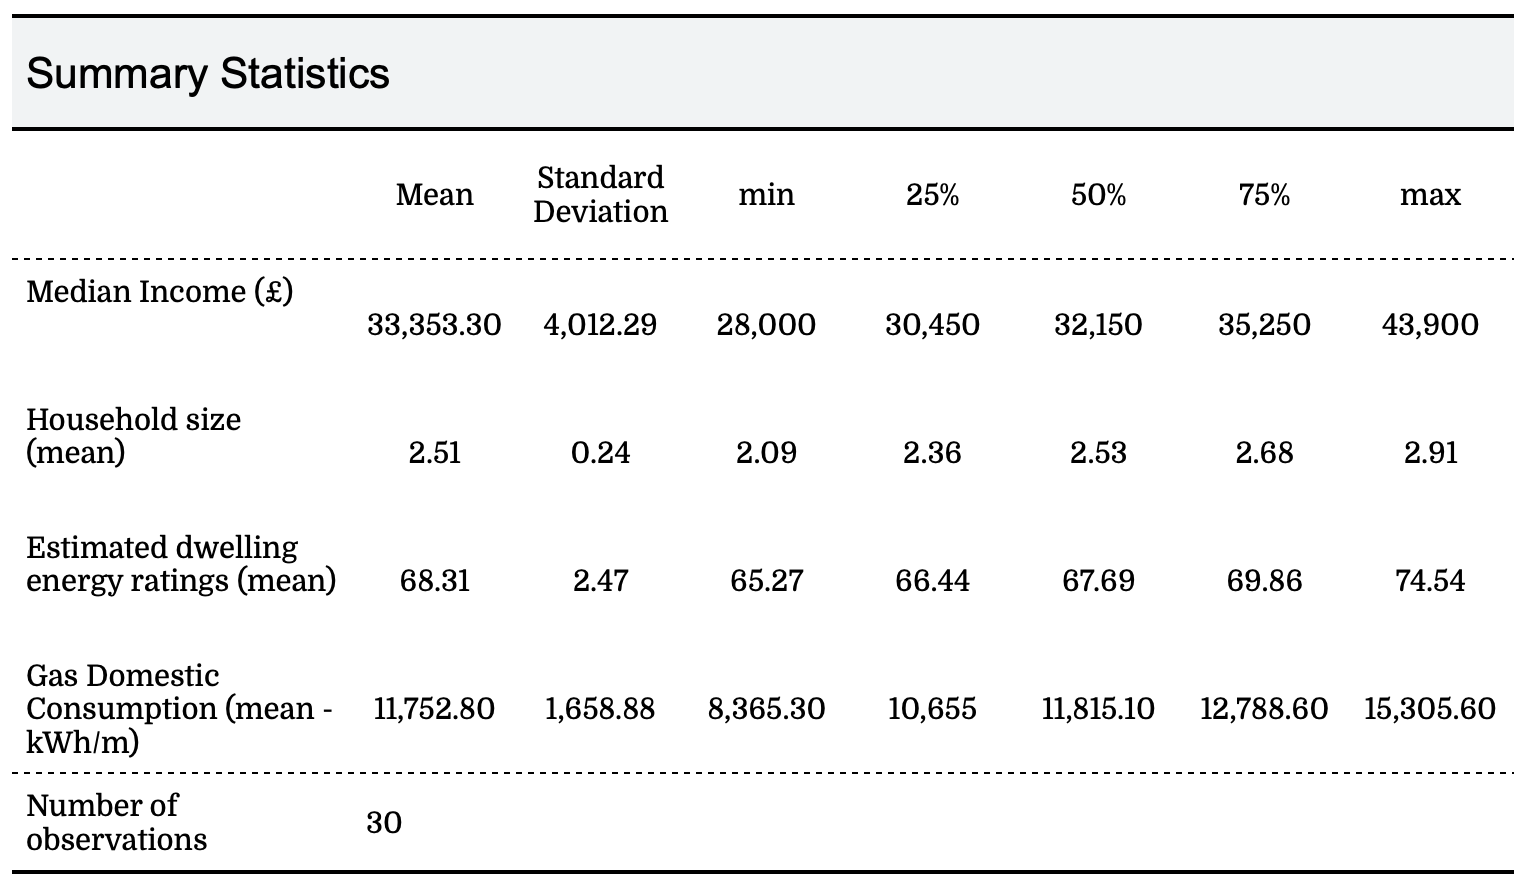 Summary Statistics
Mean Standard Deviation min 25% 50% 75% max
Median Income (£)
33,353.30 4,012.29 28,000 30,450 32,150 35,250 43,900
Household size
(mean) 2.51 0.24 2.09 2.36 2.53 2.68 2.91
Estimated dwelling
energy ratings (mean) 68.31 2.47 65.27 66.44 67.69 69.86 74.54
Gas Domestic
Consumption (mean - 11,752.80 1,658.88 8,365.30 10,655 11,815.10 12,788.60 15,305.60
kWh/m)
Number of
observations 30